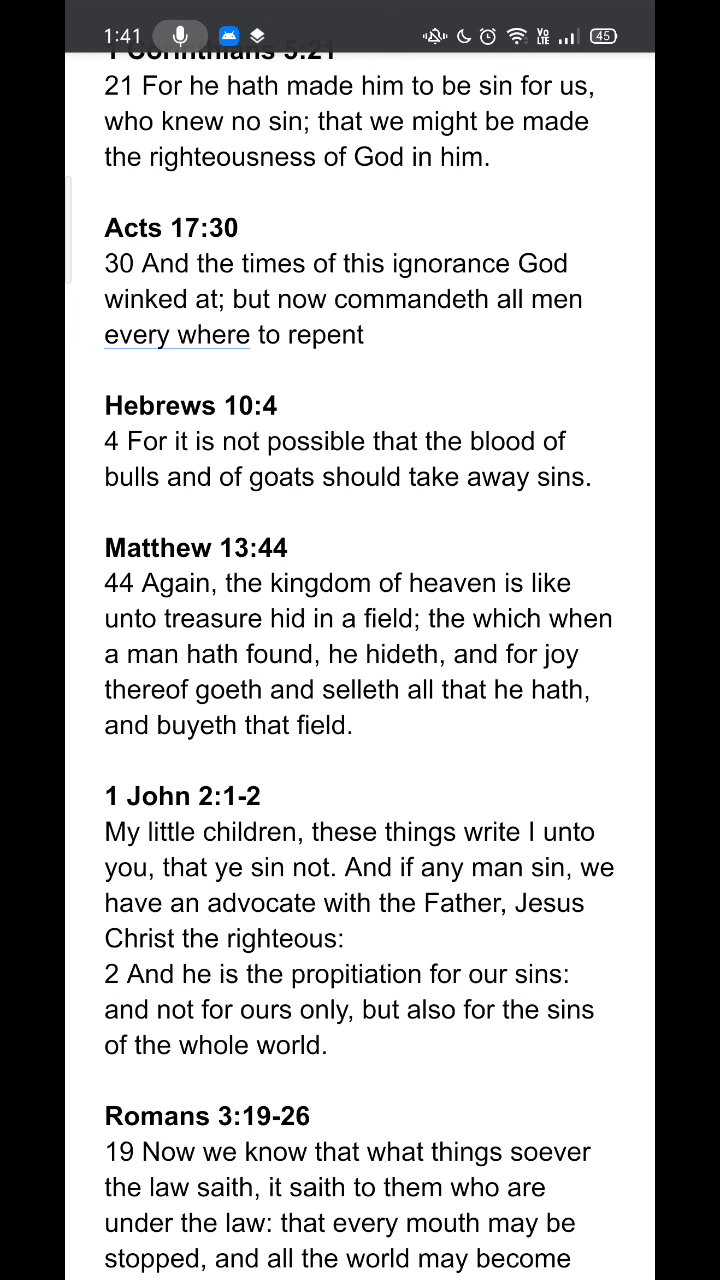 1:41
Vo
LTE
45
1 Corinthians 5:21
21 For he hath made him to be sin for us,
who knew no sin; that we might be made
the righteousness of God in him.
Acts 17:30
30 And the times of this ignorance God
winked at; but now commandeth all men
every where to repent
Hebrews 10:4
4 For it is not possible that the blood of
bulls and of goats should take away sins.
Matthew 13:44
44 Again, the kingdom of heaven is like
unto treasure hid in a field; the which when
a man hath found, he hideth, and for joy
thereof goeth and selleth all that he hath,
and buyeth that field.
1 John 2:1-2
My little children, these things write I unto
you, that ye sin not. And if any man sin, we
have an advocate with the Father, Jesus
Christ the righteous:
2 And he is the propitiation for our sins:
and not for ours only, but also for the sins
of the whole world.
Romans 3:19-26
19 Now we know that what things soever
the law saith, it saith to them who are
under the law: that every mouth may be
stopped, and all the world may become